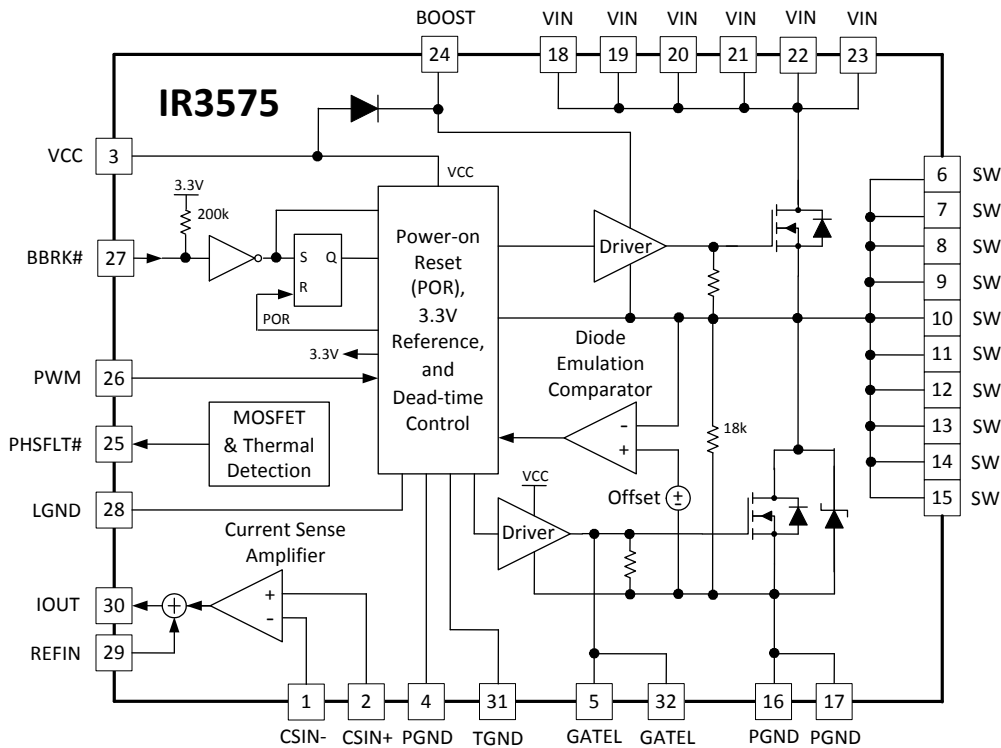 BOOST
VIN
VIN
VIN
VIN
VIN
VIN
24
18
19
20
21
22
23
IR3575
VCC
3
VCC
3.3V
200k
BBRK#
27
S
Q
R
POR
Power-on
Reset
(POR),
3.3V
Reference,
and
Dead-time
Control
3.3V
Driver
6
SW
7
SW
8
SW
9
SW
10
SW
11
SW
12
SW
13
SW
14
SW
15
SW
Diode
Emulation
Comparator
-
+
18k
PWM
26
PHSFLT#
25
MOSFET
& Thermal
Detection
LGND
28
VCC
Driver
Offset
±
Current Sense
Amplifier
+
-
IOUT
30
+
REFIN
29
1
2
4
31
5
32
16
17
CSIN-
CSIN+
PGND
TGND
GATEL
GATEL
PGND
PGND